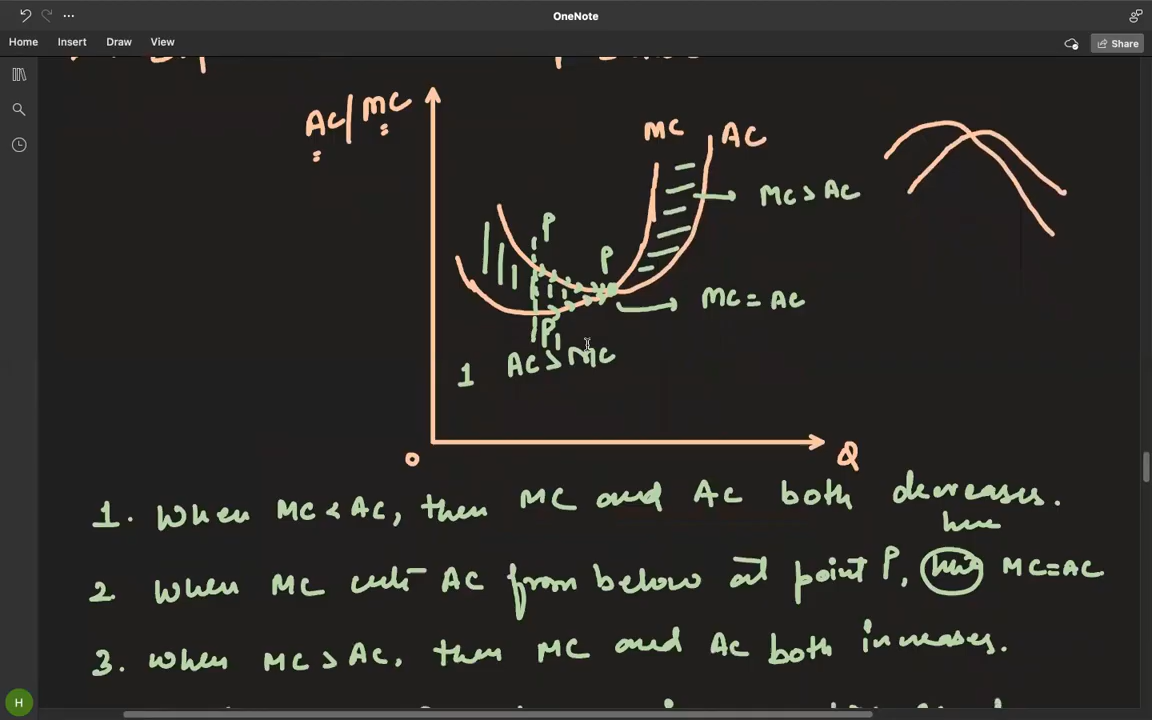 OneNote
Home Insert Draw View Share
AC/MC
MC AC
MC > AC
P
P
MC = AC
P1
1 AC > MC
O Q
1. When MC < AC, then MC and AC both decreases.
here
2. When MC cuts AC from below at point P, MC=AC
3. when MC > AC, then MC and AC both increases.
H